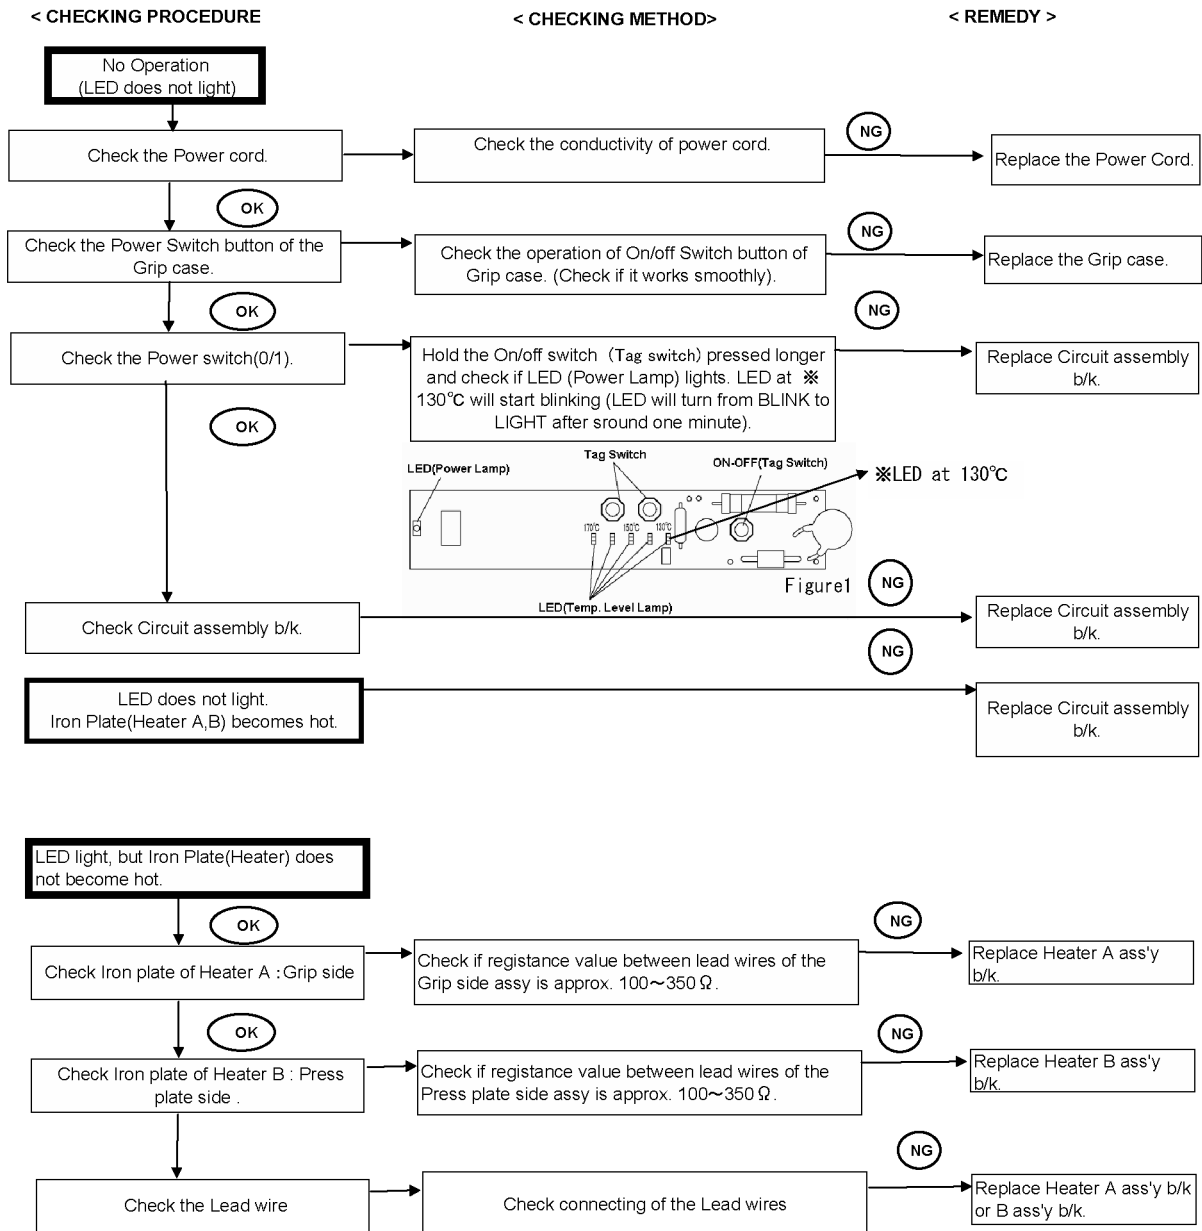 < CHECKING PROCEDURE
< CHECKING METHOD>
< REMEDY >
No Operation
(LED does not light)
Check the Power cord.
Check the conductivity of power cord.
NG
Replace the Power Cord.
OK
Check the Power Switch button of the
Grip case.
Check the operation of On/off Switch button of
Grip case. (Check if it works smoothly).
NG
Replace the Grip case.
OK
Check the Power switch(0/1).
Hold the On/off switch (Tag switch) pressed longer
and check if LED (Power Lamp) lights. LED at ※
130℃ will start blinking (LED will turn from BLINK to
LIGHT after sround one minute).
NG
Replace Circuit assembly
b/k.
OK
LED(Power Lamp)
Tag Switch
ON-OFF(Tag Switch)
※LED at 130℃
170℃
150℃
130℃
LED(Temp. Level Lamp)
Figure1
Check Circuit assembly b/k.
NG
Replace Circuit assembly
b/k.
LED does not light.
Iron Plate(Heater A,B) becomes hot.
NG
Replace Circuit assembly
b/k.
LED light, but Iron Plate(Heater) does
not become hot.
OK
Check Iron plate of Heater A : Grip side
Check if registance value between lead wires of the
Grip side assy is approx. 100~350 Ω .
NG
Replace Heater A ass'y
b/k.
OK
Check Iron plate of Heater B : Press
plate side .
Check if registance value between lead wires of the
Press plate side assy is approx. 100~350 Ω .
NG
Replace Heater B ass'y
b/k.
Check the Lead wire
Check connecting of the Lead wires
NG
Replace Heater A ass'y b/k
or B ass'y b/k.